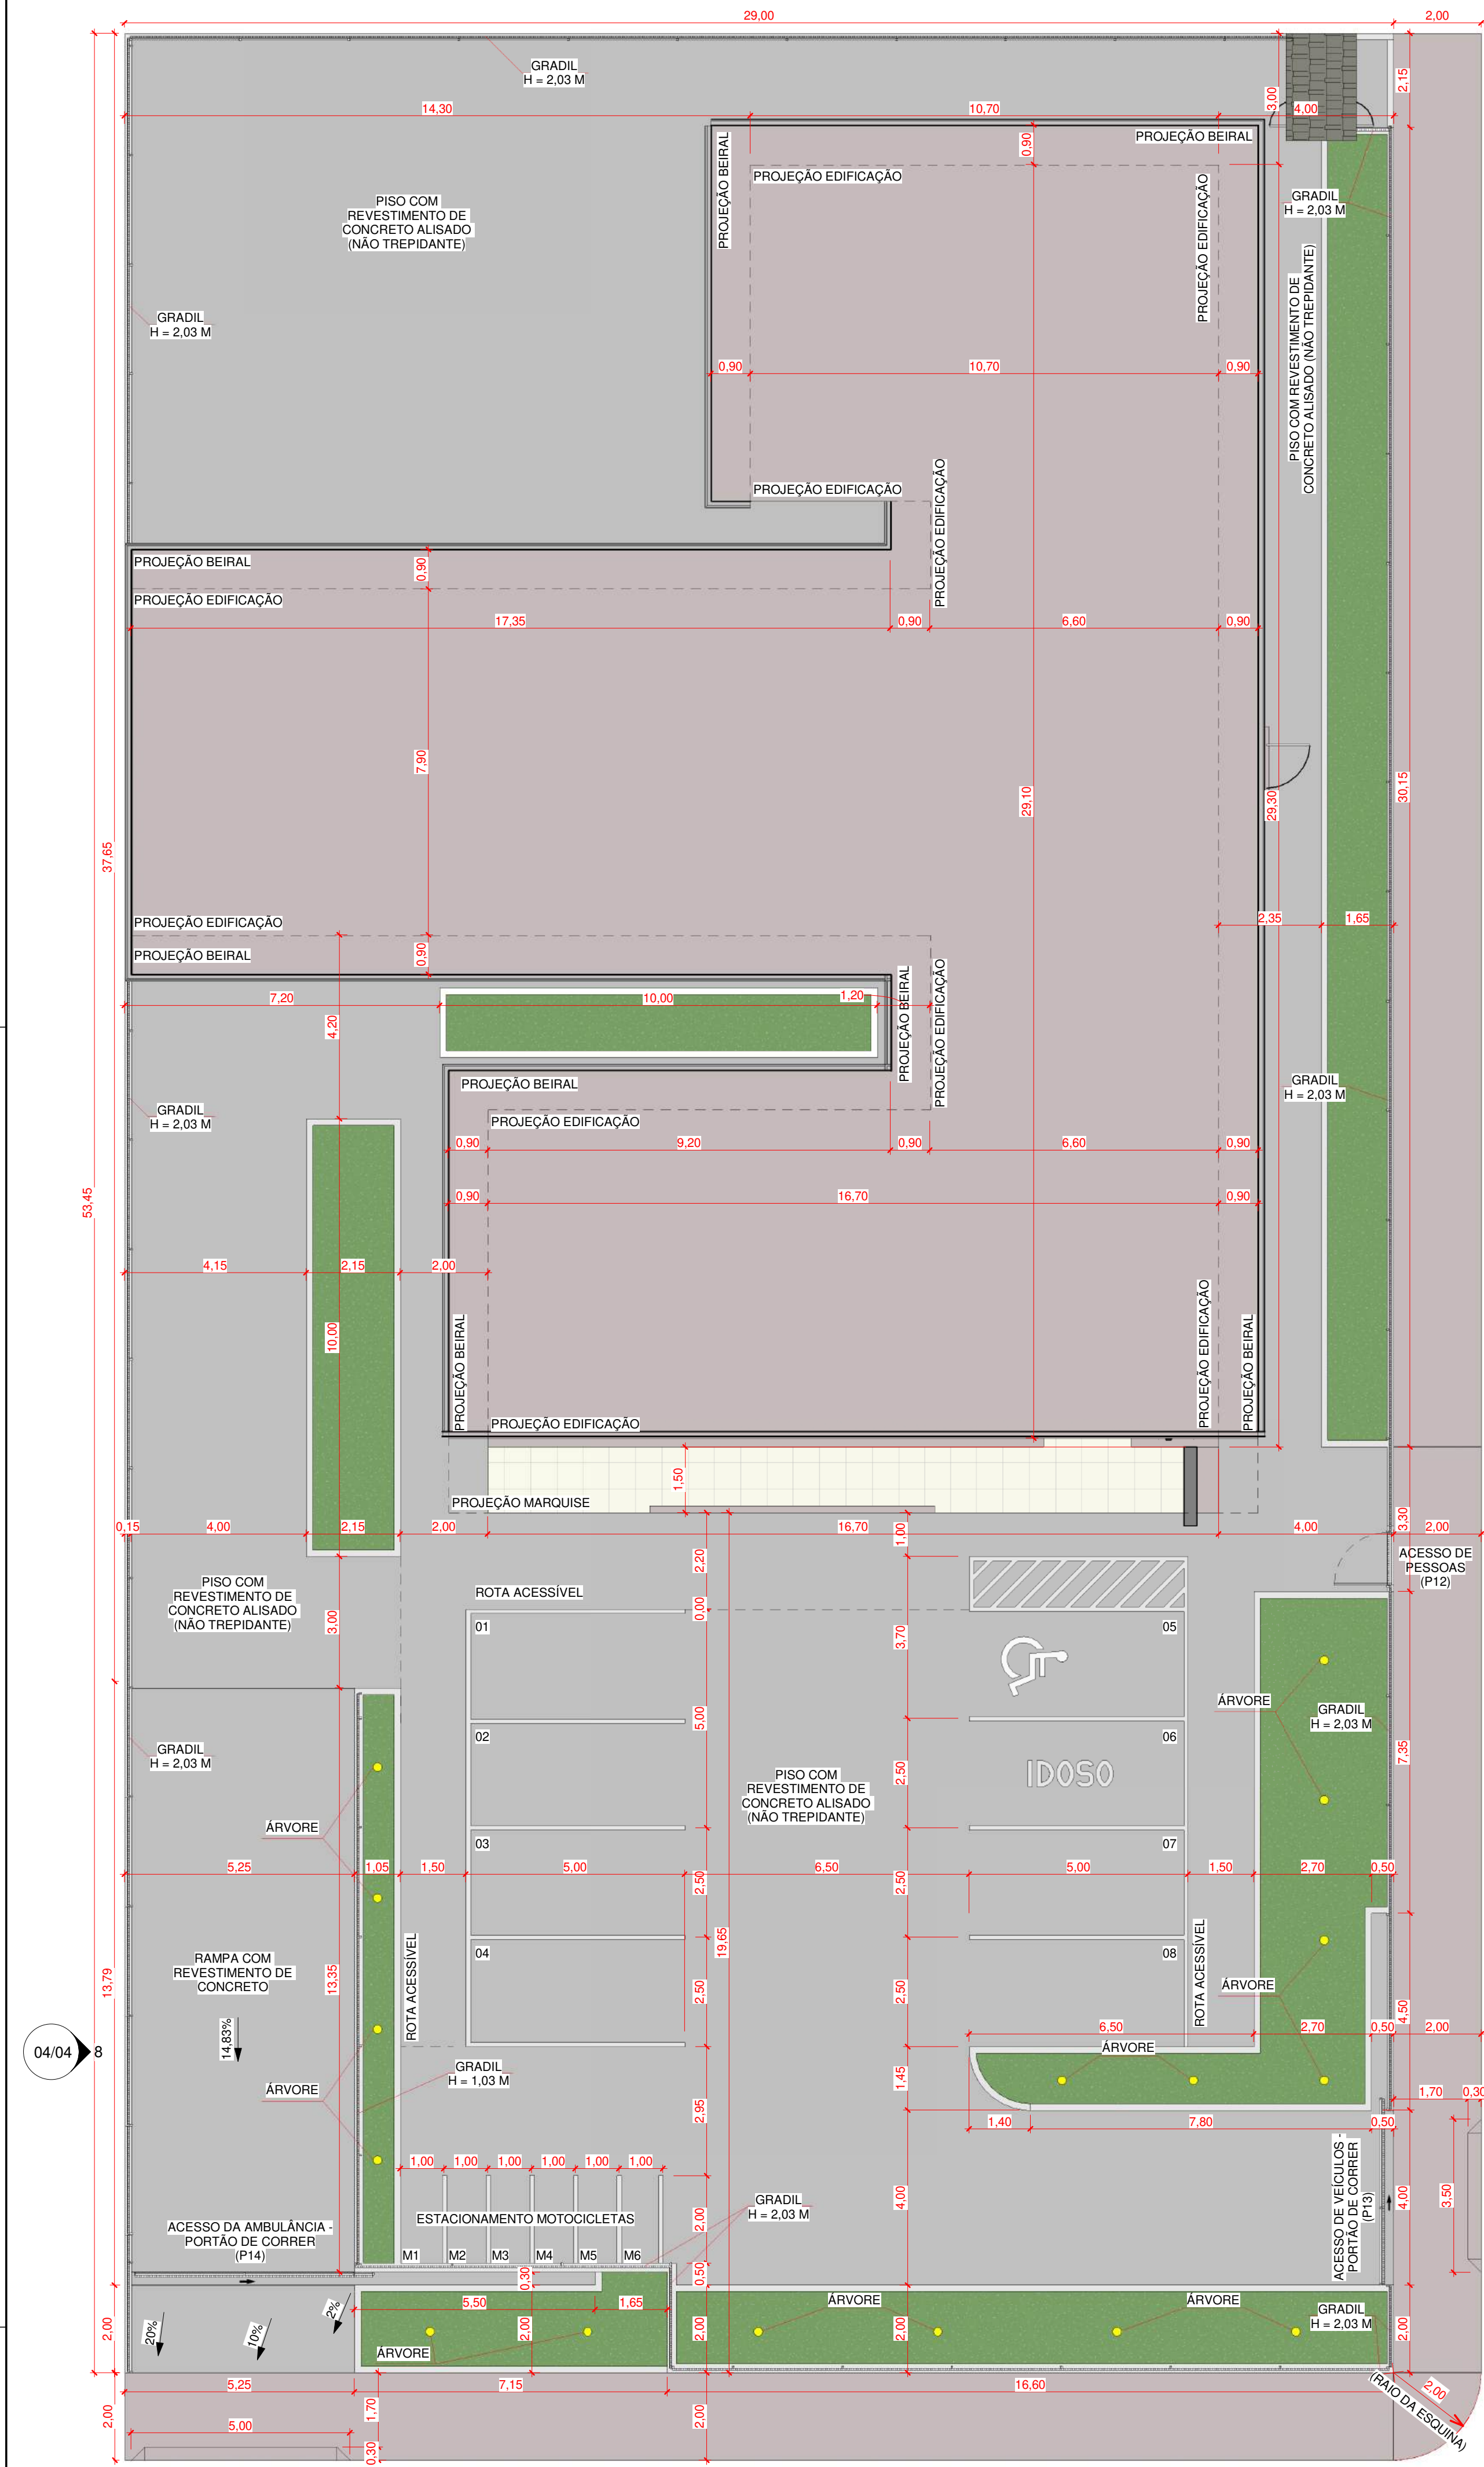 29,00
2,00
GRADIL
H = 2,03 M
14,30
10,70
3,00
4,00
2,15
PROJEÇÃO BEIRAL
PROJEÇÃO BEIRAL
0,90
PROJEÇÃO EDIFICAÇÃO
PROJEÇÃO EDIFICAÇÃO
PISO COM
REVESTIMENTO DE
CONCRETO ALISADO
(NÃO TREPIDANTE)
GRADIL
H = 2,03 M
PISO COM REVESTIMENTO DE
CONCRETO ALISADO (NÃO TREPIDANTE)
GRADIL
H = 2,03 M
0,90
10,70
0,90
PROJEÇÃO EDIFICAÇÃO
PROJEÇÃO EDIFICAÇÃO
PROJEÇÃO BEIRAL
0,90
PROJEÇÃO EDIFICAÇÃO
17,35
0,90
6,60
0,90
7,90
29,10
29,30
30,15
37,65
PROJEÇÃO EDIFICAÇÃO
PROJEÇÃO BEIRAL
0,90
2,35
1,65
7,20
10,00
1,20
4,20
PROJEÇÃO BEIRAL
PROJEÇÃO EDIFICAÇÃO
PROJEÇÃO BEIRAL
GRADIL
H = 2,03 M
GRADIL
H = 2,03 M
PROJEÇÃO EDIFICAÇÃO
0,90
9,20
0,90
6,60
0,90
53,45
0,90
16,70
0,90
4,15
2,15
2,00
10,00
PROJEÇÃO BEIRAL
PROJEÇÃO EDIFICAÇÃO
PROJEÇÃO BEIRAL
PROJEÇÃO EDIFICAÇÃO
1,50
PROJEÇÃO MARQUISE
0,15
4,00
2,15
2,00
16,70
1,00
4,00
3,30
2,00
ACESSO DE
PESSOAS
(P12)
2,20
PISO COM
REVESTIMENTO DE
CONCRETO ALISADO
(NÃO TREPIDANTE)
3,00
ROTA ACESSÍVEL
0,00
01
05
3,70
ÁRVORE
GRADIL
H = 2,03 M
5,00
02
06
IDOSO
2,50
7,35
GRADIL
H = 2,03 M
PISO COM
REVESTIMENTO DE
CONCRETO ALISADO
(NÃO TREPIDANTE)
ÁRVORE
03
07
5,25
1,05
1,50
5,00
6,50
5,00
1,50
2,70
0,50
2,50
2,50
19,65
04
08
RAMPA COM
REVESTIMENTO DE
CONCRETO
13,35
13,79
ROTA ACESSÍVEL
ROTA ACESSÍVEL
ÁRVORE
2,50
2,50
4,50
14.83%
04/04
8
6,50
2,70
0,50
2,00
ÁRVORE
GRADIL
H = 1,03 M
1,45
ÁRVORE
2,95
1,70
0,30
1,40
7,80
0,50
1,00
1,00
1,00
1,00
1,00
1,00
GRADIL
H = 2,03 M
4,00
ACESSO DE VEÍCULOS -
PORTÃO DE CORRER
(P13)
4,00
3,50
ESTACIONAMENTO MOTOCICLETAS
2,00
ACESSO DA AMBULÂNCIA -
PORTÃO DE CORRER
(P14)
M1
M2
M3
M4
M5
M6
0,30
0,50
5,50
1,65
ÁRVORE
ÁRVORE
GRADIL
H = 2,03 M
2,00
20%
10%
2%
2,00
2,00
2,00
2,00
ÁRVORE
5,25
7,15
16,60
2,00
(RAIO DA ESQUINA)
2,00
1,70
2,00
5,00
0,30